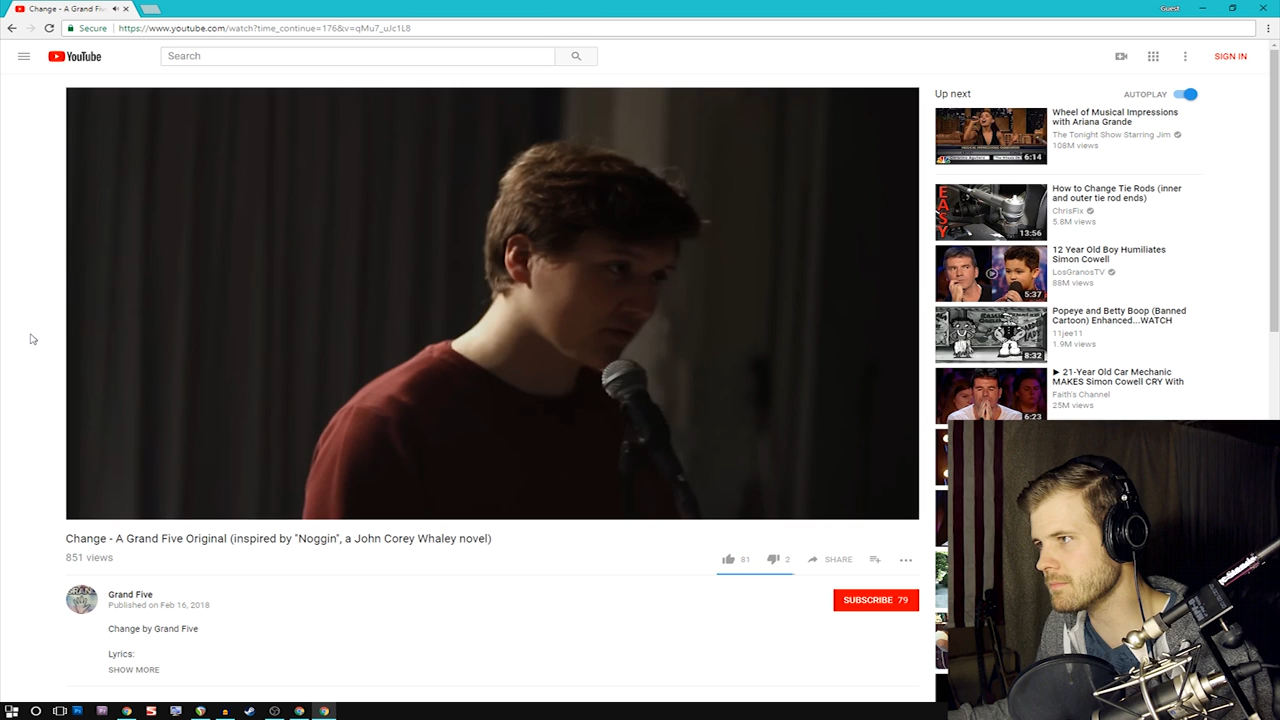 Change - A Grand Fi
Guest
Secure
https://www.youtube.com/watch?time_continue=176&v=qMu7_uJc1L8
YouTube
Search
SIGN IN
Up next
AUTOPLAY
Wheel of Musical Impressions
with Ariana Grande
The Tonight Show Starring Jim
108M views
6:14
How to Change Tie Rods (inner
and outer tie rod ends)
ChrisFix
5.8M views
EASY
13:56
12 Year Old Boy Humiliates
Simon Cowell
LosGranosTV
88M views
5:37
Popeye and Betty Boop (Banned
Cartoon) Enhanced...WATCH
11jee11
1.9M views
8:32
► 21-Year Old Car Mechanic
MAKES Simon Cowell CRY With
Faith's Channel
25M views
6:23
Change - A Grand Five Original (inspired by "Noggin", a John Corey Whaley novel)
851 views
81
2
SHARE
Grand Five
Published on Feb 16, 2018
SUBSCRIBE 79
Change by Grand Five
Lyrics:
SHOW MORE